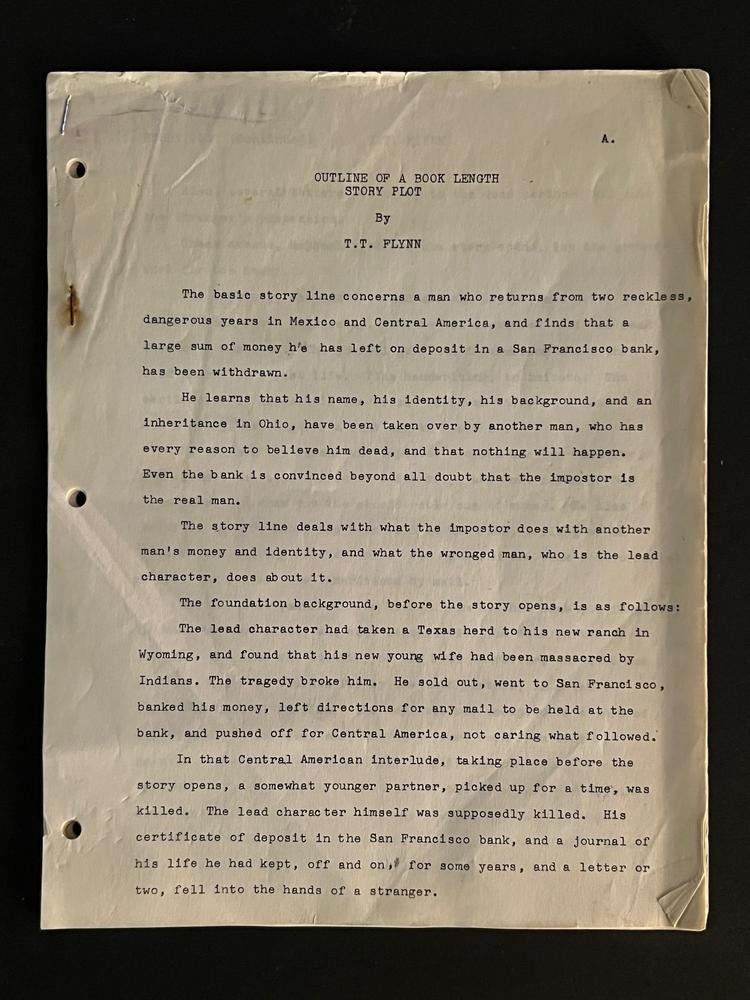 A.
OUTLINE OF A BOOK LENGTH
STORY PLOT
By
T.T. FLYNN
The basic story line concerns a man who returns from two reckless,
dangerous years in Mexico and Central America, and finds that a
large sum of money he has left on deposit in a San Francisco bank,
has been withdrawn.
He learns that his name, his identity, his background, and an
inheritance in Ohio, have been taken over by another man, who has
every reason to believe him dead, and that nothing will happen.
Even the bank is convinced beyond all doubt that the impostor is
the real man.
The story line deals with what the impostor does with another
man's money and identity, and what the wronged man, who is the lead
character, does about it.
The foundation background, before the story opens, is as follows:
The lead character had taken a Texas herd to his new ranch in
Wyoming, and found that his new young wife had been massacred by
Indians. The tragedy broke him. He sold out, went to San Francisco,
banked his money, left directions for any mail to be held at the
bank, and pushed off for Central America, not caring what followed.
In that Central American interlude, taking place before the
story opens, a somewhat younger partner, picked up for a time, was
killed. The lead character himself was supposedly killed. His
certificate of deposit in the San Francisco bank, and a journal of
his life he had kept, off and on, for some years, and a letter or
two, fell into the hands of a stranger.